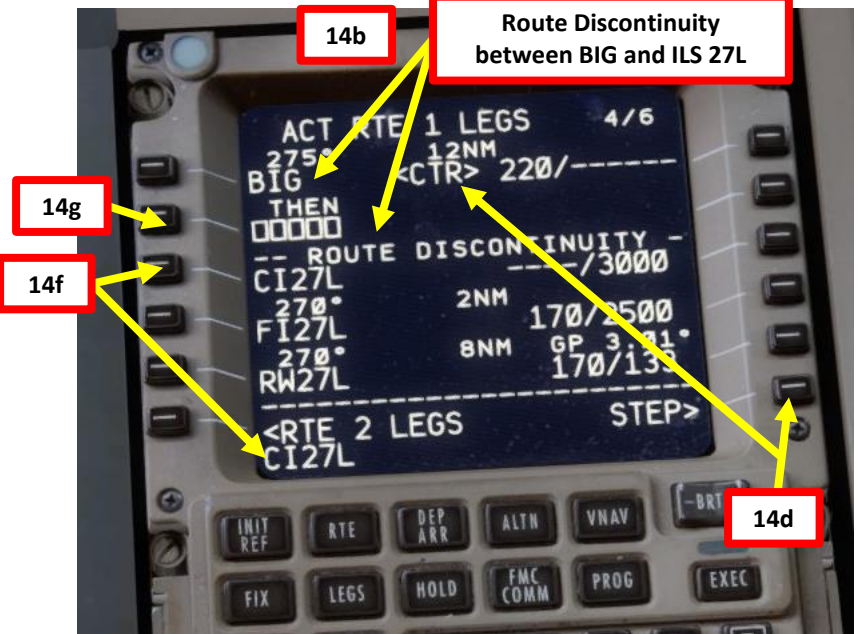 14b
Route Discontinuity
between BIG and ILS 27L
ACT RTE 1 LEGS 4/6
275° 12NM
BIG <CTR> 220/------
THEN
□□□□□
-- ROUTE DISCONTINUITY -
CI27L ----/3000
270° 2NM
FI27L 170/2500
270° 8NM GP 3.01°
RW27L 170/139
------------------------
<RTE 2 LEGS STEP>
CI27L
14g
14f
14d
INIT REF RTE DEP ARR ALTN VNAV -BRT
FIX LEGS HOLD FMC COMM PROG EXEC